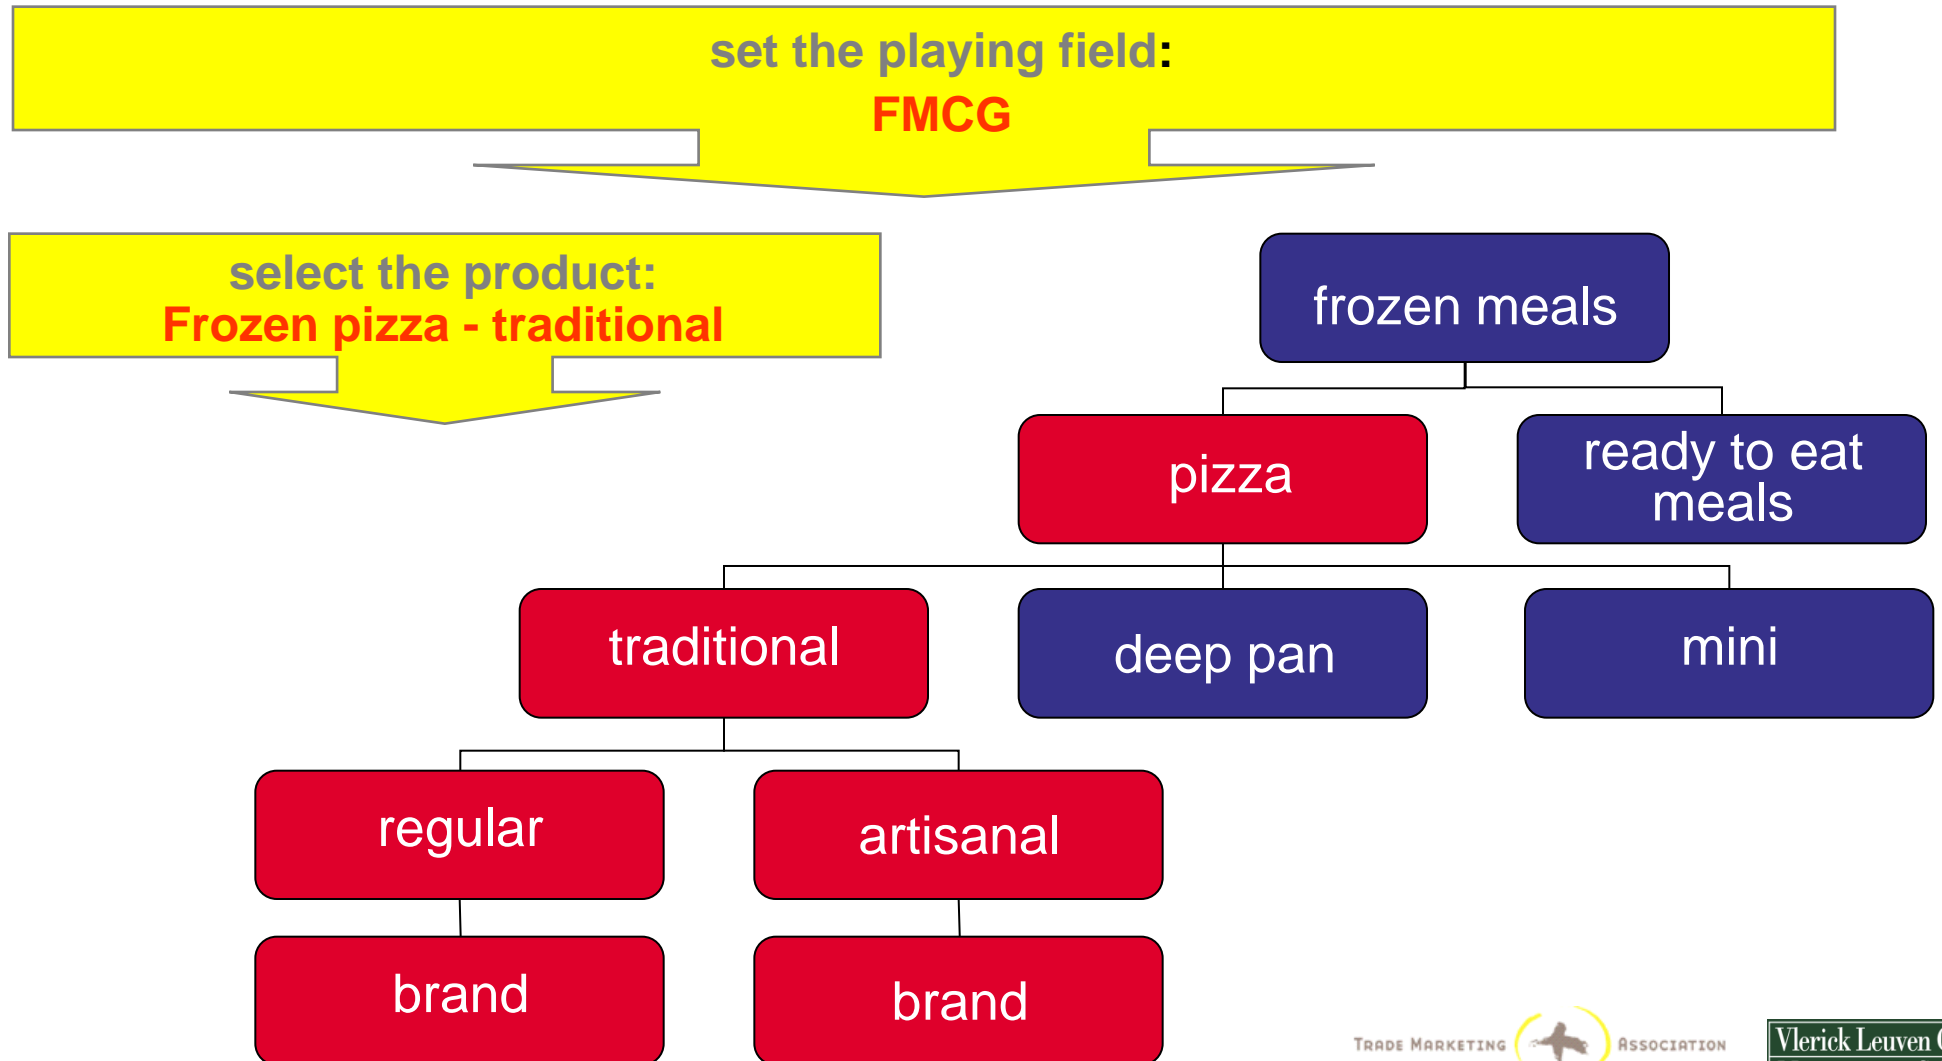 set the playing field:
FMCG
select the product:
Frozen pizza - traditional
frozen meals
pizza
ready to eat
meals
traditional
deep pan
mini
regular
artisanal
brand
brand
TRADE MARKETING ASSOCIATION
Vlerick Leuven